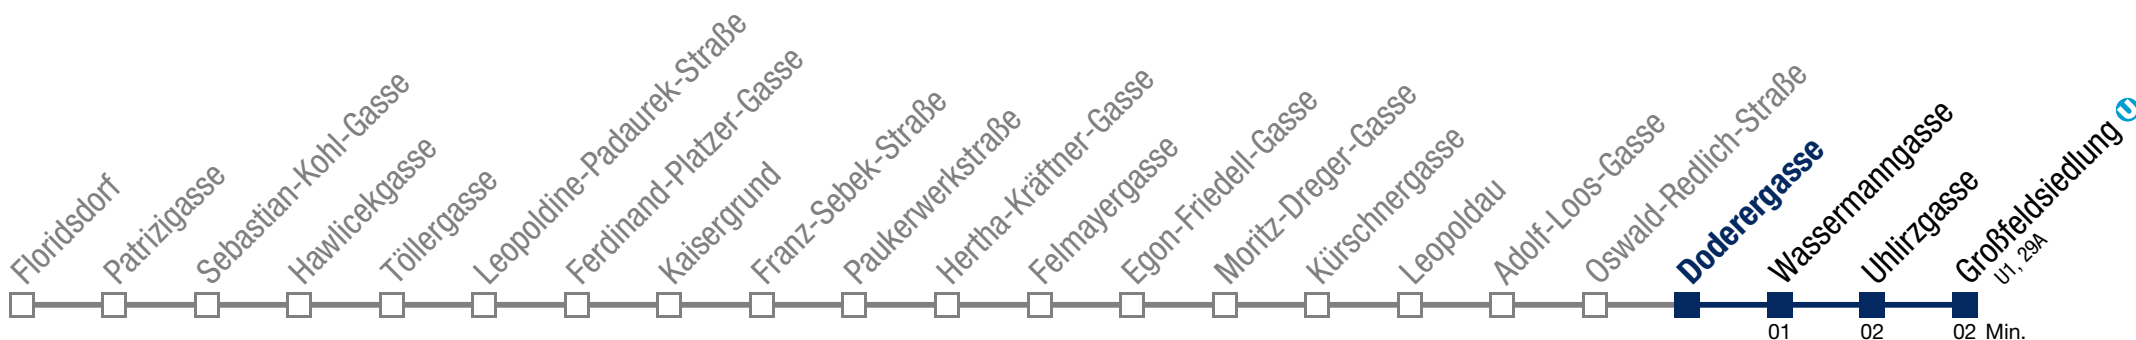 Floridsdorf
Patrizigasse
Sebastian-Kohl-Gasse
Hawlicekgasse
Töllergasse
Leopoldine-Padaurek-Straße
Ferdinand-Platzer-Gasse
Kaisergrund
Franz-Sebek-Straße
Paukerwerkstraße
Hertha-Kräftner-Gasse
Felmayergasse
Egon-Friedell-Gasse
Moritz-Dreger-Gasse
Kürschnergasse
Leopoldau
Adolf-Loos-Gasse
Oswald-Redlich-Straße
Doderergasse
Wassermanngasse
Uhlirzgasse
Großfeldsiedlung U
U1, 29A
01 02 02 Min.